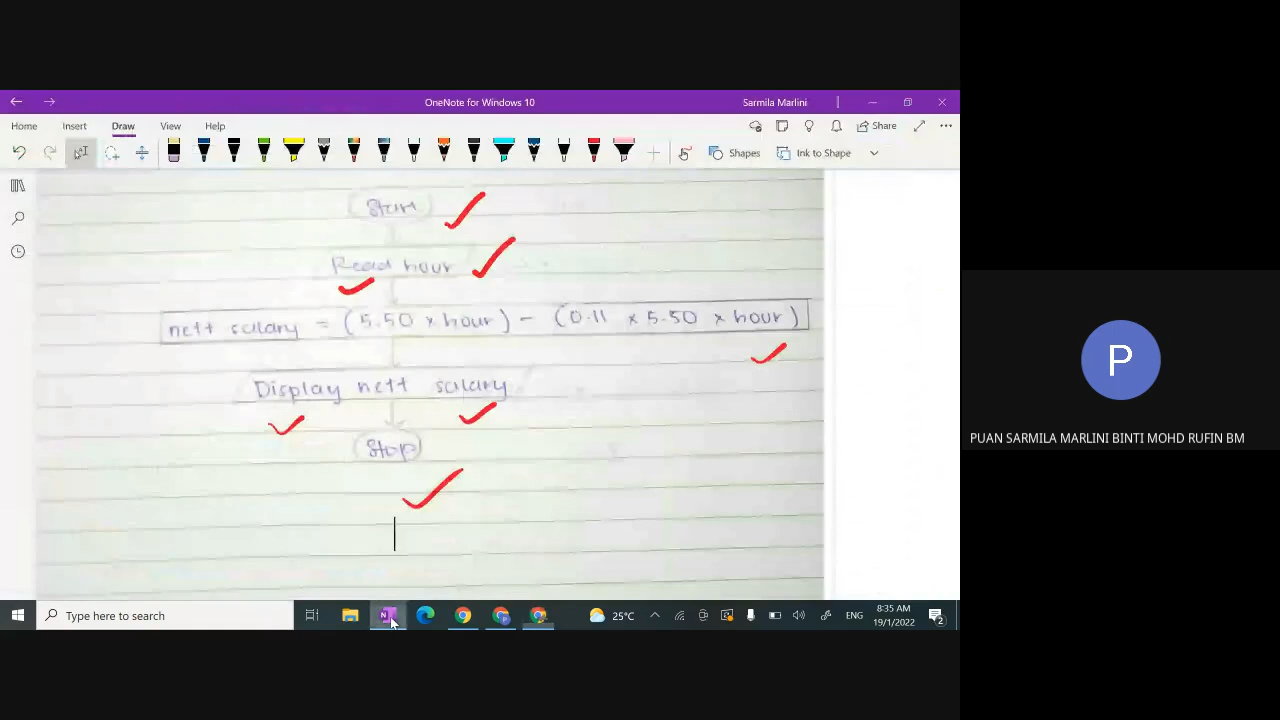 OneNote for Windows 10
Sarmila Marlini
Home Insert Draw View Help
Share
Shapes
Ink to Shape
Start
Read hour
nett salary = (5.50 × hour) - (0.11 × 5.50 × hour)
Display nett salary
Stop
P
PUAN SARMILA MARLINI BINTI MOHD RUFIN BM
Type here to search
N
25°C
ENG
8:35 AM
19/1/2022
2